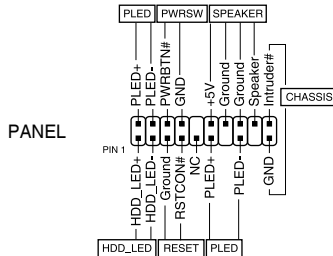 PLED PWRSW SPEAKER
PLED+
PLED-
PWRBTN#
GND
+5V
Ground
Ground
Speaker
Intruder#
CHASSIS
PANEL
PIN 1
HDD_LED+
HDD_LED-
Ground
RSTCON#
NC
PLED+
PLED-
GND
HDD_LED RESET PLED